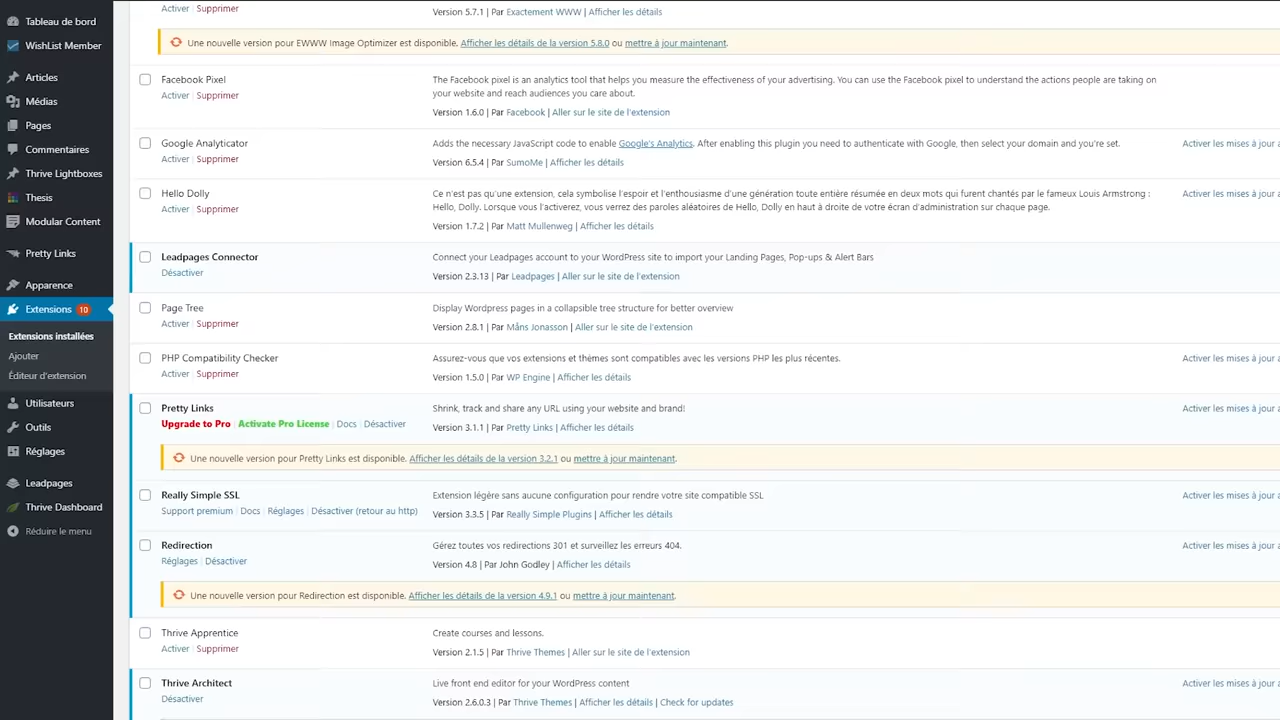 Tableau de bord
WishList Member
Articles
Médias
Pages
Commentaires
Thrive Lightboxes
Thesis
Modular Content
Pretty Links
Apparence
Extensions 10
Extensions installées
Ajouter
Éditeur d'extension
Utilisateurs
Outils
Réglages
Leadpages
Thrive Dashboard
Réduire le menu
Activer | Supprimer
Version 5.7.1 | Par Exactement WWW | Afficher les détails
Une nouvelle version pour EWWW Image Optimizer est disponible. Afficher les détails de la version 5.8.0 ou mettre à jour maintenant.
Facebook Pixel
Activer | Supprimer
The Facebook pixel is an analytics tool that helps you measure the effectiveness of your advertising. You can use the Facebook pixel to understand the actions people are taking on
your website and reach audiences you care about.
Version 1.6.0 | Par Facebook | Aller sur le site de l'extension
Google Analyticator
Activer | Supprimer
Adds the necessary JavaScript code to enable Google's Analytics. After enabling this plugin you need to authenticate with Google, then select your domain and you're set.
Version 6.5.4 | Par SumoMe | Afficher les détails
Activer les mises à jour a
Hello Dolly
Activer | Supprimer
Ce n'est pas qu'une extension, cela symbolise l'espoir et l'enthousiasme d'une génération toute entière résumée en deux mots qui furent chantés par le fameux Louis Armstrong :
Hello, Dolly. Lorsque vous l'activerez, vous verrez des paroles aléatoires de Hello, Dolly en haut à droite de votre écran d'administration sur chaque page.
Version 1.7.2 | Par Matt Mullenweg | Afficher les détails
Activer les mises à jour a
Leadpages Connector
Désactiver
Connect your Leadpages account to your WordPress site to import your Landing Pages, Pop-ups & Alert Bars
Version 2.3.13 | Par Leadpages | Aller sur le site de l'extension
Page Tree
Activer | Supprimer
Display Wordpress pages in a collapsible tree structure for better overview
Version 2.8.1 | Par Måns Jonasson | Aller sur le site de l'extension
PHP Compatibility Checker
Activer | Supprimer
Assurez-vous que vos extensions et thèmes sont compatibles avec les versions PHP les plus récentes.
Version 1.5.0 | Par WP Engine | Afficher les détails
Activer les mises à jour a
Pretty Links
Upgrade to Pro | Activate Pro License | Docs | Désactiver
Shrink, track and share any URL using your website and brand!
Version 3.1.1 | Par Pretty Links | Afficher les détails
Activer les mises à jour a
Une nouvelle version pour Pretty Links est disponible. Afficher les détails de la version 3.2.1 ou mettre à jour maintenant.
Really Simple SSL
Support premium | Docs | Réglages | Désactiver (retour au http)
Extension légère sans aucune configuration pour rendre votre site compatible SSL
Version 3.3.5 | Par Really Simple Plugins | Afficher les détails
Activer les mises à jour a
Redirection
Réglages | Désactiver
Gérez toutes vos redirections 301 et surveillez les erreurs 404.
Version 4.8 | Par John Godley | Afficher les détails
Activer les mises à jour a
Une nouvelle version pour Redirection est disponible. Afficher les détails de la version 4.9.1 ou mettre à jour maintenant.
Thrive Apprentice
Activer | Supprimer
Create courses and lessons.
Version 2.1.5 | Par Thrive Themes | Aller sur le site de l'extension
Thrive Architect
Désactiver
Live front end editor for your WordPress content
Version 2.6.0.3 | Par Thrive Themes | Afficher les détails | Check for updates
Activer les mises à jour a